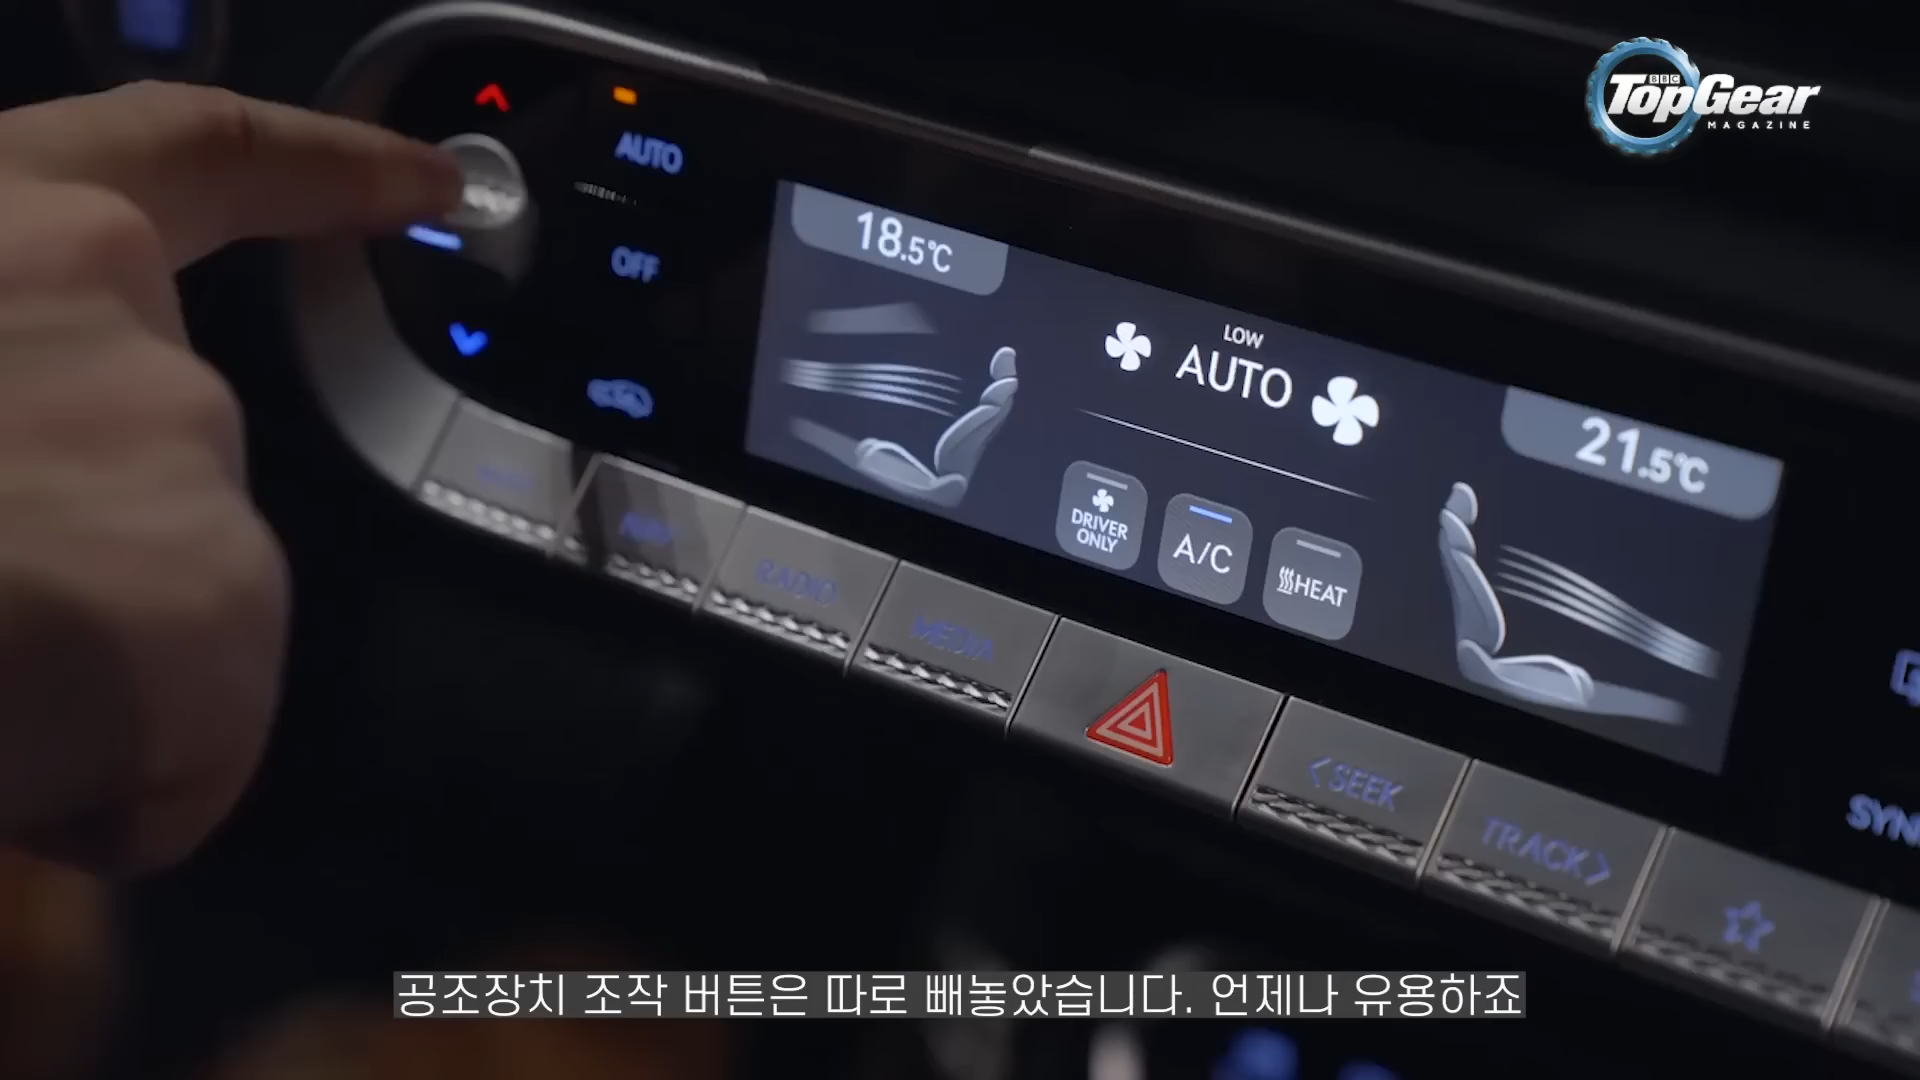 BBC
TopGear
MAGAZINE
AUTO
OFF
18.5℃
LOW
AUTO
21.5℃
DRIVER
ONLY
A/C
HEAT
RADIO
MEDIA
<SEEK
TRACK>
공조장치 조작 버튼은 따로 빼놓았습니다. 언제나 유용하죠